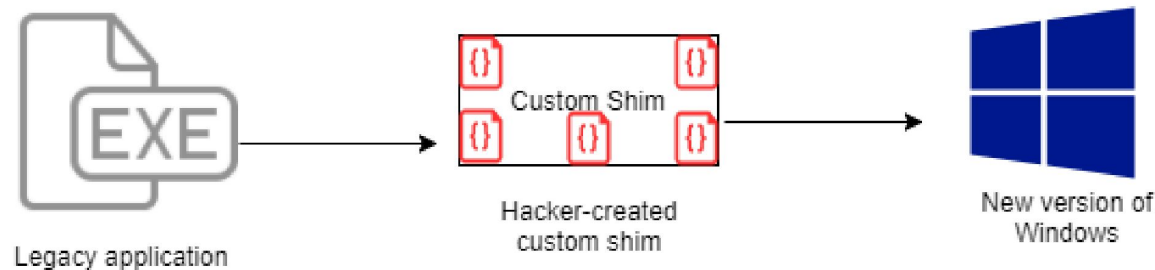 EXE
Legacy application
{}
{}
Custom Shim
{}
{}
{}
Hacker-created
custom shim
New version of
Windows